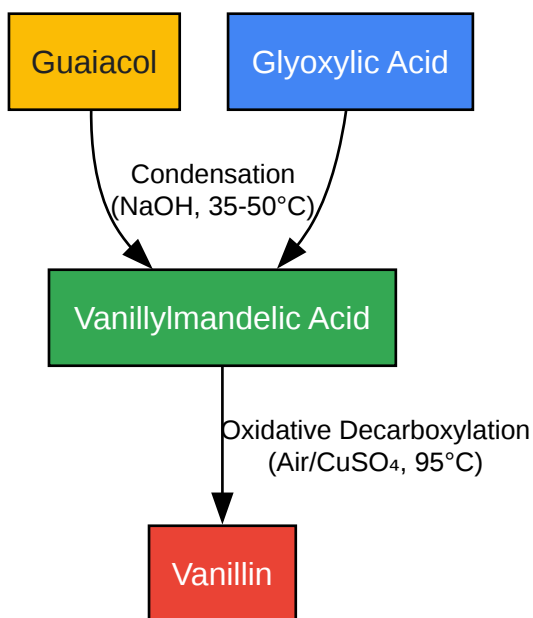 Guaiacol
Glyoxylic Acid
Condensation
(NaOH, 35-50°C)
Vanillylmandelic Acid
Oxidative Decarboxylation
(Air/CuSO₄, 95°C)
Vanillin